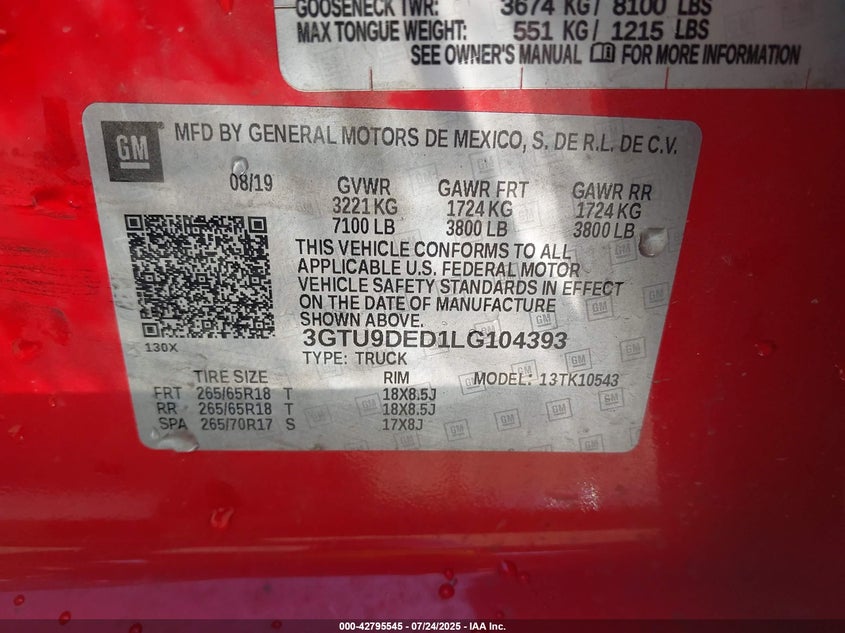 GOOSENECK TWR: 3674 KG/ 8100 LBS
MAX TONGUE WEIGHT: 551 KG/ 1215 LBS
SEE OWNER'S MANUAL FOR MORE INFORMATION
GM MFD BY GENERAL MOTORS DE MEXICO, S. DE R.L. DE C.V.
08/19 GVWR GAWR FRT GAWR RR
3221 KG 1724 KG 1724 KG
7100 LB 3800 LB 3800 LB
THIS VEHICLE CONFORMS TO ALL
APPLICABLE U.S. FEDERAL MOTOR
VEHICLE SAFETY STANDARDS IN EFFECT
ON THE DATE OF MANUFACTURE
SHOWN ABOVE.
3GTU9DED1LG104393
130X
TYPE: TRUCK
TIRE SIZE RIM MODEL: 13TK10543
FRT 265/65R18 T 18X8.5J
RR 265/65R18 T 18X8.5J
SPA 265/70R17 S 17X8J
000-42795545 - 07/24/2025 - IAA Inc.